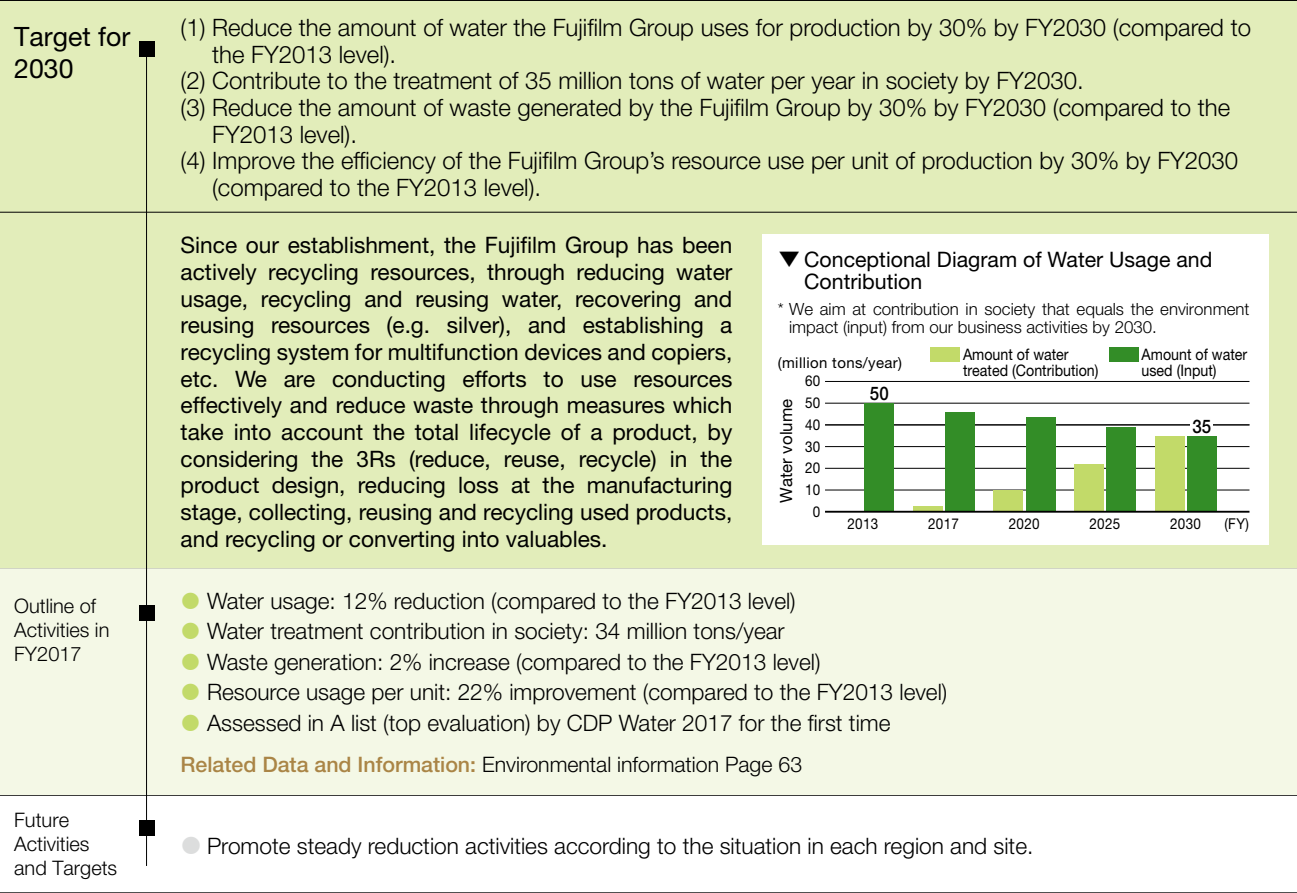 Target for
2030
(1) Reduce the amount of water the Fujifilm Group uses for production by 30% by FY2030 (compared to
the FY2013 level).
(2) Contribute to the treatment of 35 million tons of water per year in society by FY2030.
(3) Reduce the amount of waste generated by the Fujifilm Group by 30% by FY2030 (compared to the
FY2013 level).
(4) Improve the efficiency of the Fujifilm Group’s resource use per unit of production by 30% by FY2030
(compared to the FY2013 level).
Since our establishment, the Fujifilm Group has been
actively recycling resources, through reducing water
usage, recycling and reusing water, recovering and
reusing resources (e.g. silver), and establishing a
recycling system for multifunction devices and copiers,
etc. We are conducting efforts to use resources
effectively and reduce waste through measures which
take into account the total lifecycle of a product, by
considering the 3Rs (reduce, reuse, recycle) in the
product design, reducing loss at the manufacturing
stage, collecting, reusing and recycling used products,
and recycling or converting into valuables.
▼ Conceptional Diagram of Water Usage and
Contribution
* We aim at contribution in society that equals the environment
impact (input) from our business activities by 2030.
(million tons/year)
Amount of water
treated (Contribution)
Amount of water
used (Input)
Water volume
60
50
40
30
20
10
0
50
35
2013 2017 2020 2025 2030 (FY)
Outline of
Activities in
FY2017
● Water usage: 12% reduction (compared to the FY2013 level)
● Water treatment contribution in society: 34 million tons/year
● Waste generation: 2% increase (compared to the FY2013 level)
● Resource usage per unit: 22% improvement (compared to the FY2013 level)
● Assessed in A list (top evaluation) by CDP Water 2017 for the first time
Related Data and Information: Environmental information Page 63
Future
Activities
and Targets
● Promote steady reduction activities according to the situation in each region and site.